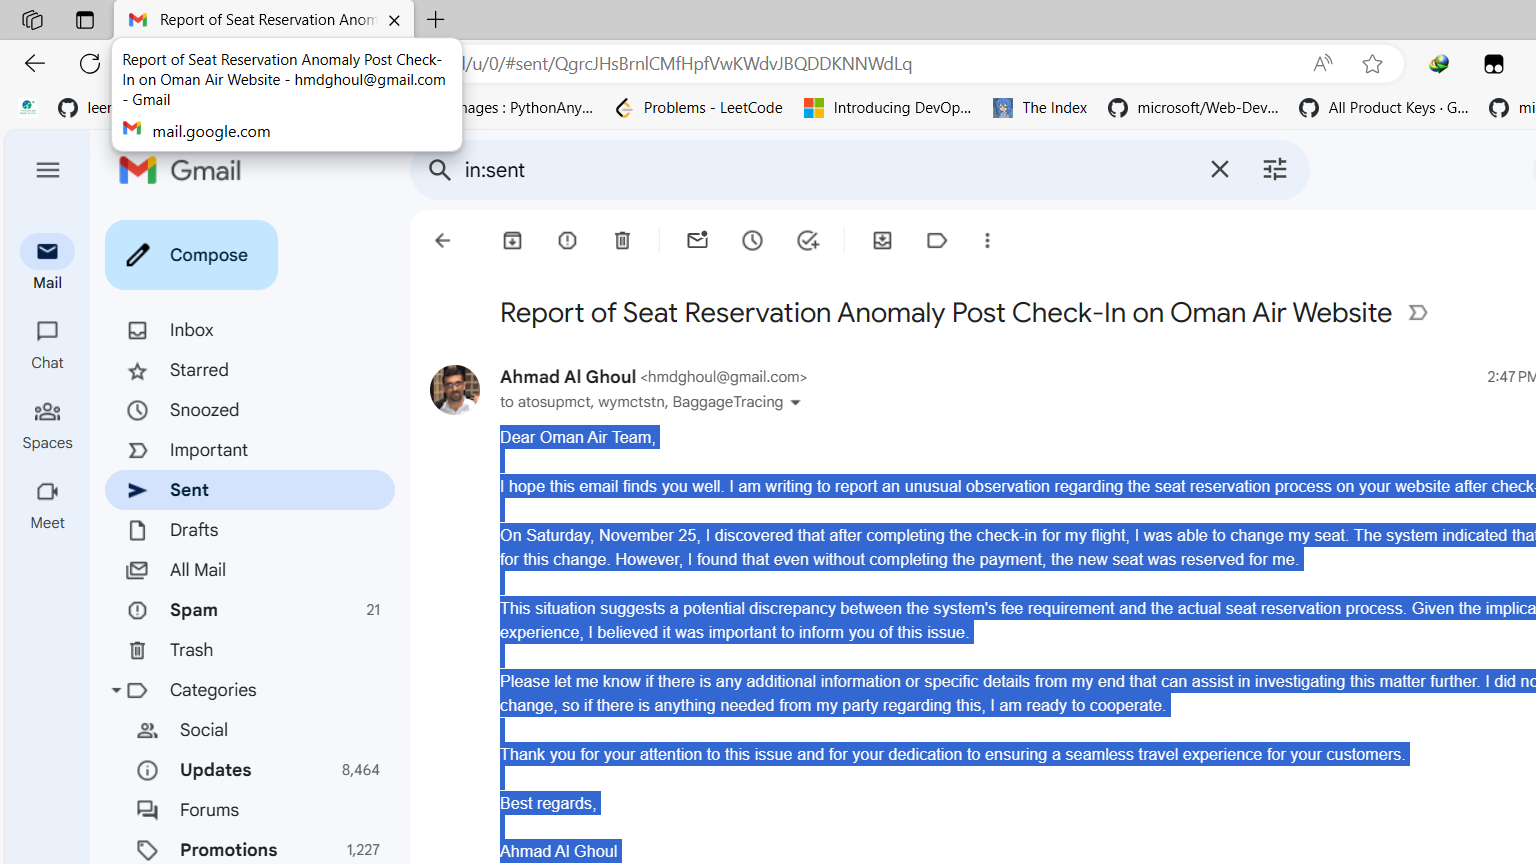 Report of Seat Reservation Anom
Report of Seat Reservation Anomaly Post Check-
In on Oman Air Website - hmdghoul@gmail.com
- Gmail
mail.google.com
l/u/0/#sent/QgrcJHsBrnlCMfHpfVwKWdvJBQDDKNNWdLq
leer
nages : PythonAny...
Problems - LeetCode
Introducing DevOp...
The Index
microsoft/Web-Dev...
All Product Keys · G...
mi
Gmail
in:sent
Compose
Mail
Chat
Spaces
Meet
Inbox
Starred
Snoozed
Important
Sent
Drafts
All Mail
Spam 21
Trash
Categories
Social
Updates 8,464
Forums
Promotions 1,227
Report of Seat Reservation Anomaly Post Check-In on Oman Air Website
Ahmad Al Ghoul <hmdghoul@gmail.com> 2:47 PM
to atosupmct, wymctstn, BaggageTracing
Dear Oman Air Team,
I hope this email finds you well. I am writing to report an unusual observation regarding the seat reservation process on your website after check-
On Saturday, November 25, I discovered that after completing the check-in for my flight, I was able to change my seat. The system indicated tha
for this change. However, I found that even without completing the payment, the new seat was reserved for me.
This situation suggests a potential discrepancy between the system's fee requirement and the actual seat reservation process. Given the implica
experience, I believed it was important to inform you of this issue.
Please let me know if there is any additional information or specific details from my end that can assist in investigating this matter further. I did no
change, so if there is anything needed from my party regarding this, I am ready to cooperate.
Thank you for your attention to this issue and for your dedication to ensuring a seamless travel experience for your customers.
Best regards,
Ahmad Al Ghoul